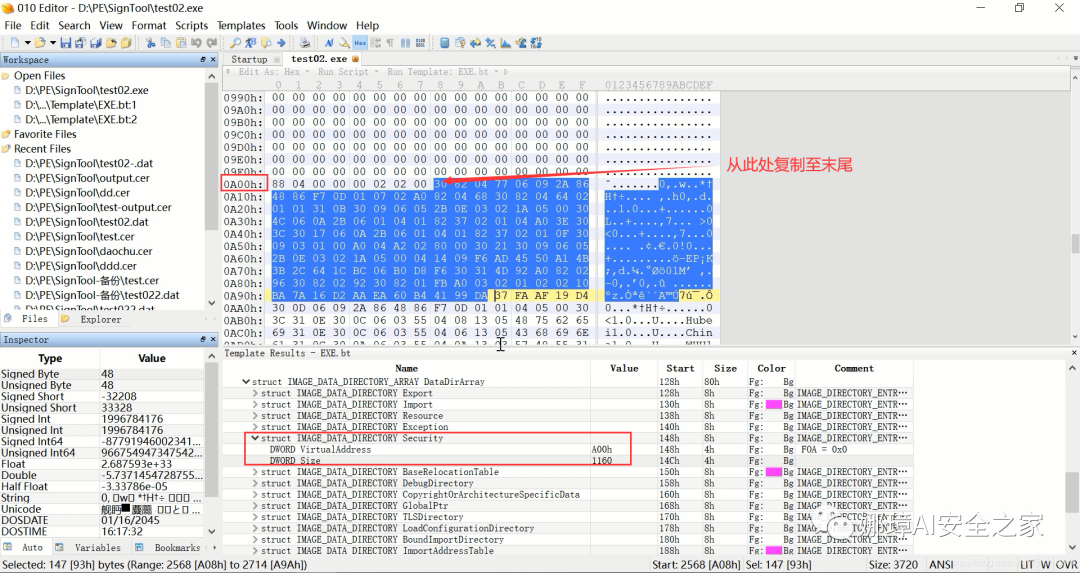 010 Editor - D:\PE\SignTool\test02.exe
File Edit Search View Format Scripts Templates Tools Window Help
Workspace
Startup test02.exe
Edit As: Hex Run Script Run Template: EXE.bt
Open Files
D:\PE\SignTool\test02.exe
D:\...\Template\EXE.bt:1
D:\...\Template\EXE.bt:2
Favorite Files
Recent Files
D:\PE\SignTool\test02-.dat
D:\PE\SignTool\output.cer
D:\PE\SignTool\dd.cer
D:\PE\SignTool\test-output.cer
D:\PE\SignTool\test02.dat
D:\PE\SignTool\test.cer
D:\PE\SignTool\daochu.cer
D:\PE\SignTool\ddd.cer
D:\PE\SignTool-备份\test.cer
D:\PE\SignTool-备份\test022.dat
Files Explorer
0 1 2 3 4 5 6 7 8 9 A B C D E F 0123456789ABCDEF
0990h: 00 00 00 00 00 00 00 00 00 00 00 00 00 00 00 00 ................
09A0h: 00 00 00 00 00 00 00 00 00 00 00 00 00 00 00 00 ................
09B0h: 00 00 00 00 00 00 00 00 00 00 00 00 00 00 00 00 ................
09C0h: 00 00 00 00 00 00 00 00 00 00 00 00 00 00 00 00 ................
09D0h: 00 00 00 00 00 00 00 00 00 00 00 00 00 00 00 00 ................
09E0h: 00 00 00 00 00 00 00 00 00 00 00 00 00 00 00 00 ................
09F0h: 00 00 00 00 00 00 00 00 00 00 00 00 00 00 00 00 ................
从此处复制至末尾
0A00h: 88 04 00 00 00 02 02 00 30 82 04 77 06 09 2A 86
0A10h: 48 86 F7 0D 01 07 02 A0 82 04 68 30 82 04 64 02
0A20h: 01 01 31 0B 30 09 06 05 2B 0E 03 02 1A 05 00 30
0A30h: 4C 06 0A 2B 06 01 04 01 82 37 02 01 04 A0 3E 30
0A40h: 3C 30 17 06 0A 2B 06 01 04 01 82 37 02 01 0F 30
0A50h: 09 03 01 00 A0 04 A2 02 80 00 30 21 30 09 06 05
0A60h: 2B 0E 03 02 1A 05 00 04 14 09 F6 AD 45 50 A1 4B
0A70h: 3B 2C 64 1C BC 06 B0 D8 F6 30 31 4D 92 A0 82 02
0A80h: 96 30 82 02 92 30 82 01 FB A0 03 02 01 02 02 10
0A90h: BA 7A 16 D2 AA EA 60 B4 41 99 DA 37 FA AF 19 D4
0AA0h: 30 0D 06 09 2A 86 48 86 F7 0D 01 01 04 05 00 30
0AB0h: 3C 31 0E 30 0C 06 03 55 04 08 13 05 48 75 62 65 <1.0...U....Hube
0AC0h: 69 31 0E 30 0C 06 03 55 04 06 13 05 43 68 69 6E i1.0...U....Chin
Inspector
Type Value
Signed Byte 48
Unsigned Byte 48
Signed Short -32208
Unsigned Short 33328
Signed Int 1996784176
Unsigned Int 1996784176
Signed Int64 -87791946002341...
Unsigned Int64 966754947347542...
Float 2.687593e+33
Double -5.7371454728755...
Half Float -3.33786e-05
String
Unicode
DOSDATE 01/16/2045
DOSTIME 16:17:32
Auto Variables Bookmarks
Template Results - EXE.bt
Name Value Start Size Color Comment
struct IMAGE_DATA_DIRECTORY_ARRAY DataDirArray 128h 80h Fg: Bg
struct IMAGE_DATA_DIRECTORY Export 128h 8h Fg: Bg IMAGE_DIRECTORY_ENTR...
struct IMAGE_DATA_DIRECTORY Import 130h 8h Fg: Bg IMAGE_DIRECTORY_ENTR...
struct IMAGE_DATA_DIRECTORY Resource 138h 8h Fg: Bg IMAGE_DIRECTORY_ENTR...
struct IMAGE_DATA_DIRECTORY Exception 140h 8h Fg: Bg IMAGE_DIRECTORY_ENTR...
struct IMAGE_DATA_DIRECTORY Security 148h 8h Fg: Bg IMAGE_DIRECTORY_ENTR...
DWORD VirtualAddress A00h 148h 4h Fg: Bg FOA = 0x0
DWORD Size 1160 14Ch 4h Fg: Bg
struct IMAGE_DATA_DIRECTORY BaseRelocationTable 150h 8h Fg: Bg IMAGE_DIRECTORY_ENTR...
struct IMAGE_DATA_DIRECTORY DebugDirectory 158h 8h Fg: Bg IMAGE_DIRECTORY_ENTR...
struct IMAGE_DATA_DIRECTORY CopyrightOrArchitectureSpecificData 160h 8h Fg: Bg IMAGE_DIRECTORY_ENTR...
struct IMAGE_DATA_DIRECTORY GlobalPtr 168h 8h Fg: Bg IMAGE_DIRECTORY_ENTR...
struct IMAGE_DATA_DIRECTORY TLSDirectory 170h 8h Fg: Bg IMAGE_DIRECTORY_ENTR...
struct IMAGE_DATA_DIRECTORY LoadConfigurationDirectory 178h 8h Fg: Bg
struct IMAGE_DATA_DIRECTORY BoundImportDirectory 180h 8h Fg: Bg
struct IMAGE_DATA_DIRECTORY ImportAddressTable 188h 8h Fg: Bg IMAGE_DIRECTORY_ENTR...
娜璋AI安全之家
Selected: 147 [93h] bytes (Range: 2568 [A08h] to 2714 [A9Ah]) Start: 2568 [A08h] Sel: 147 [93h] Size: 3720 ANSI LIT W OVR